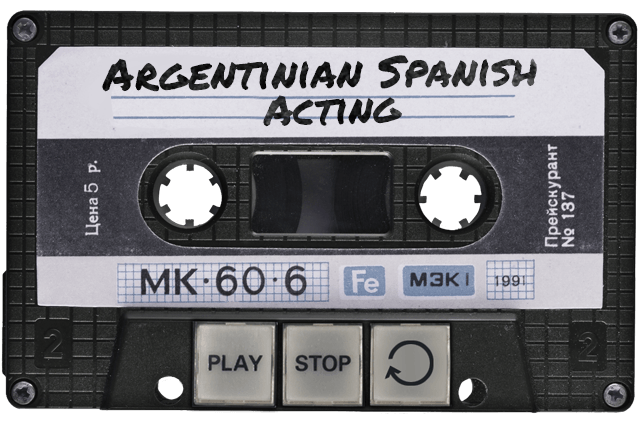 ARGENTINIAN SPANISH
ACTING
Цена 5 р.
Прейскурант
№ 137
МК·60·6
Fe
МЭК I
1991
2
2
PLAY
STOP